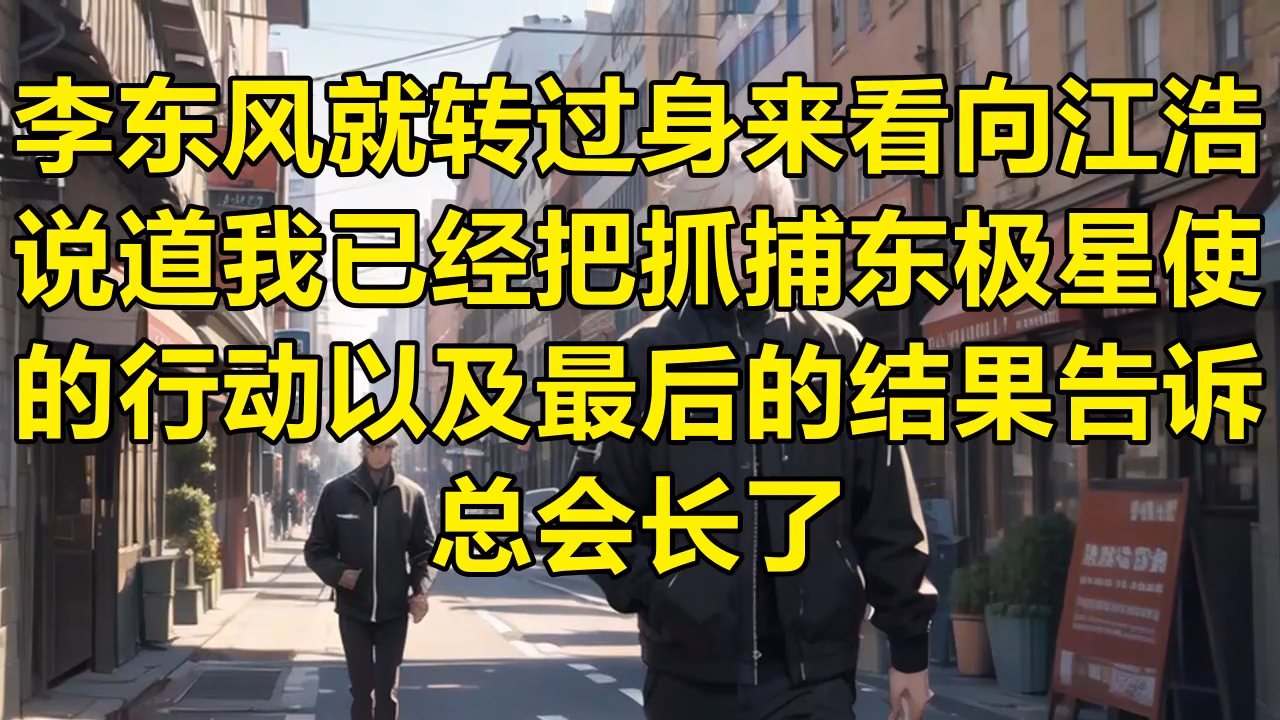 李东风就转过身来看向江浩
说道我已经把抓捕东极星使
的行动以及最后的结果告诉
总会长了